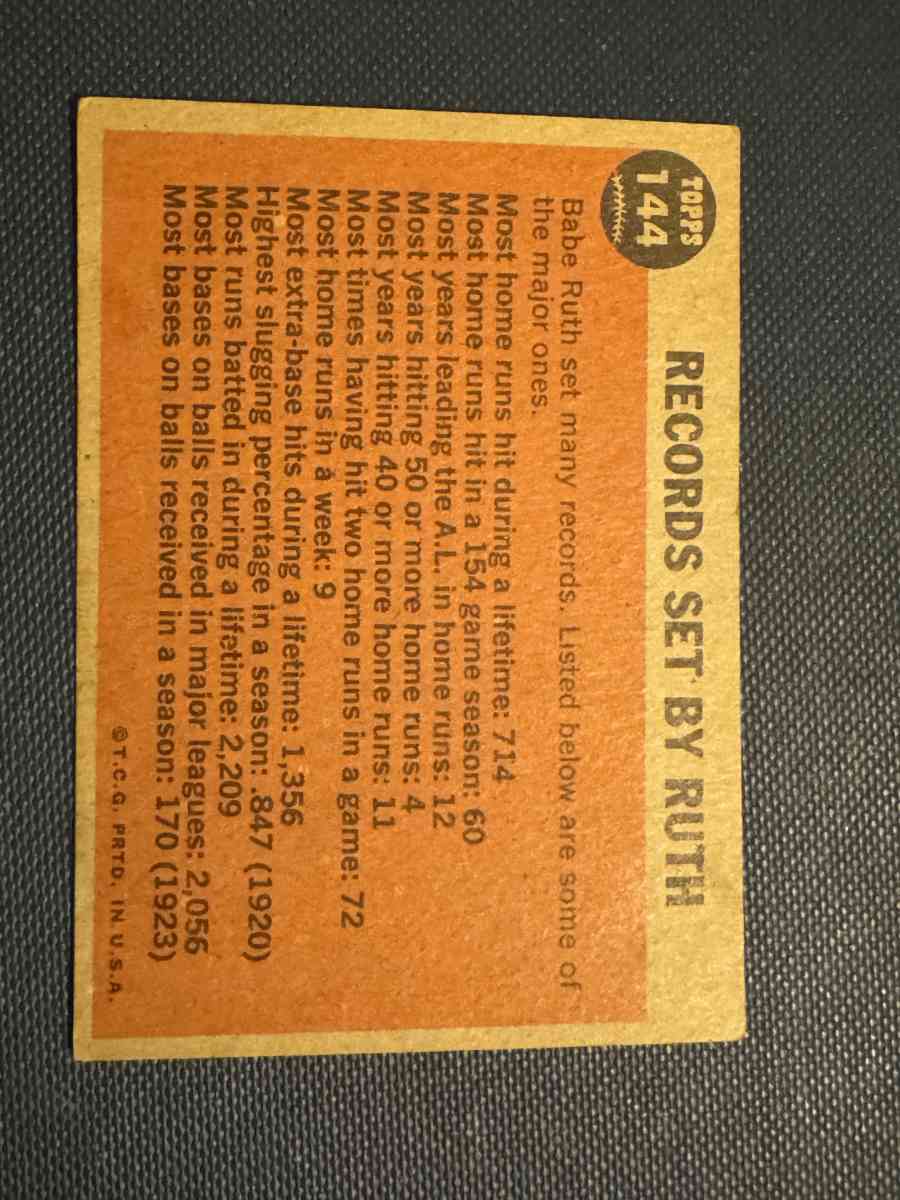 TOPPS
144
RECORDS SET BY RUTH
Babe Ruth set many records. Listed below are some of
the major ones.
Most home runs hit during a lifetime: 714
Most home runs hit in a 154 game season: 60
Most years leading the A.L. in home runs: 12
Most years hitting 50 or more home runs: 4
Most years hitting 40 or more home runs: 11
Most times having hit two home runs in a game: 72
Most home runs in a week: 9
Most extra-base hits during a lifetime: 1,356
Highest slugging percentage in a season: .847 (1920)
Most runs batted in during a lifetime: 2,209
Most bases on balls received in major leagues: 2,056
Most bases on balls received in a season: 170 (1923)
©T.C.G. PRTD. IN U.S.A.